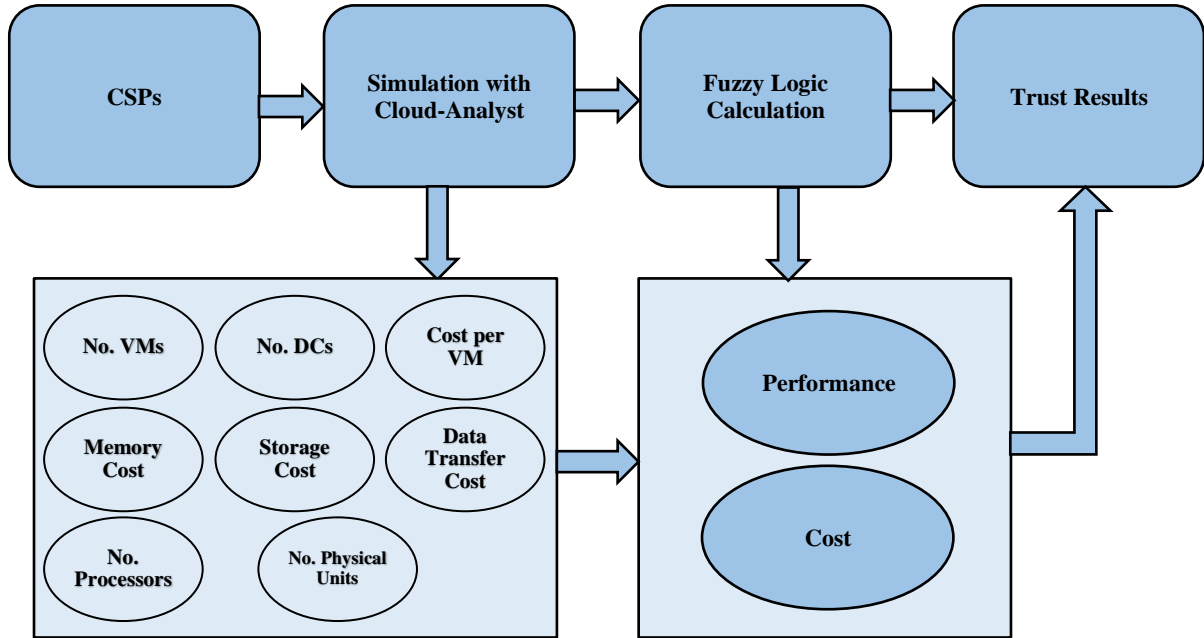 CSPs
Simulation with
Cloud-Analyst
Fuzzy Logic
Calculation
Trust Results
No. VMs
No. DCs
Cost per
VM
Memory
Cost
Storage
Cost
Data
Transfer
Cost
No.
Processors
No. Physical
Units
Performance
Cost